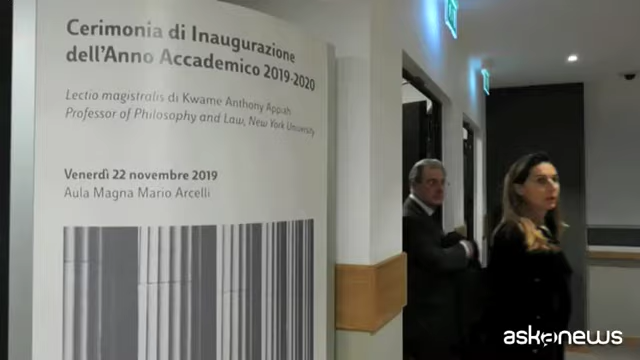 Cerimonia di Inaugurazione
dell'Anno Accademico 2019-2020
Lectio magistralis di Kwame Anthony Appiah
Professor of Philosophy and Law, New York University
Venerdì 22 novembre 2019
Aula Magna Mario Arcelli
askanews